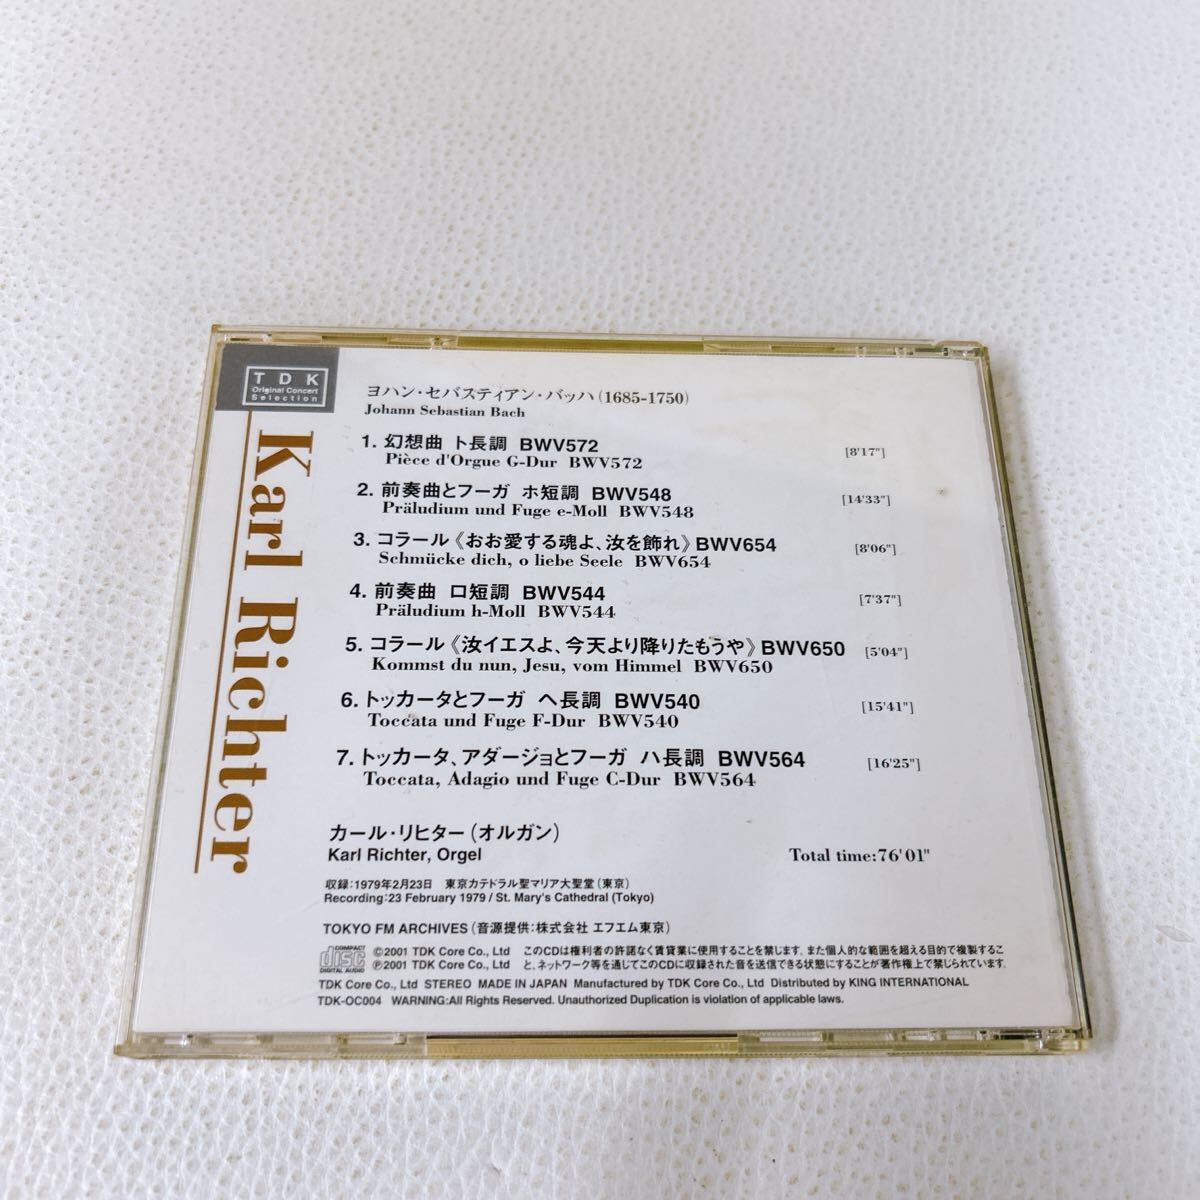 TDK
Original Concert
Selection
Karl Richter
ヨハン・セバスティアン・バッハ(1685-1750)
Johann Sebastian Bach
1. 幻想曲 ト長調 BWV572 [8'17"]
Pièce d'Orgue G-Dur BWV572
2. 前奏曲とフーガ ホ短調 BWV548 [14'33"]
Präludium und Fuge e-Moll BWV548
3. コラール《おお愛する魂よ、汝を飾れ》BWV654 [8'06"]
Schmücke dich, o liebe Seele BWV654
4. 前奏曲 ロ短調 BWV544 [7'37"]
Präludium h-Moll BWV544
5. コラール《汝イエスよ、今天より降りたもうや》BWV650 [5'04"]
Kommst du nun, Jesu, vom Himmel BWV650
6. トッカータとフーガ ヘ長調 BWV540 [15'41"]
Toccata und Fuge F-Dur BWV540
7. トッカータ、アダージョとフーガ ハ長調 BWV564 [16'25"]
Toccata, Adagio und Fuge C-Dur BWV564
カール・リヒター(オルガン)
Karl Richter, Orgel Total time:76'01"
収録:1979年2月23日 東京カテドラル聖マリア大聖堂(東京)
Recording:23 February 1979 / St. Mary's Cathedral (Tokyo)
TOKYO FM ARCHIVES (音源提供:株式会社 エフエム東京)
COMPACT
disc
DIGITAL AUDIO
©2001 TDK Core Co., Ltd このCDは権利者の許諾なく賃貸業に使用することを禁じます。また個人的な範囲を超える目的で複製するこ
℗2001 TDK Core Co., Ltd と、ネットワーク等を通じてこのCDに収録された音を送信できる状態にすることが著作権上で禁じられています。
TDK Core Co., Ltd STEREO MADE IN JAPAN Manufactured by TDK Core Co., Ltd Distributed by KING INTERNATIONAL
TDK-OC004 WARNING:All Rights Reserved. Unauthorized Duplication is violation of applicable laws.